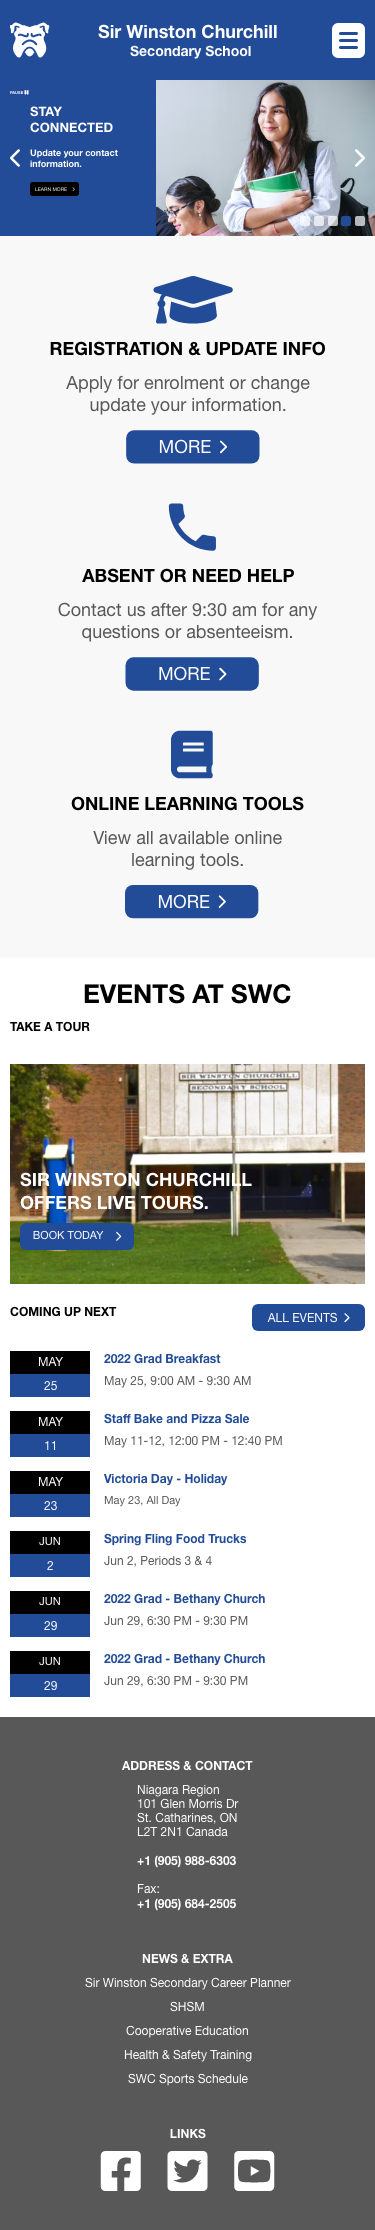 Sir Winston Churchill
Secondary School
PAUSE
STAY
CONNECTED
Update your contact
information.
LEARN MORE
REGISTRATION & UPDATE INFO
Apply for enrolment or change
update your information.
MORE
ABSENT OR NEED HELP
Contact us after 9:30 am for any
questions or absenteeism.
MORE
ONLINE LEARNING TOOLS
View all available online
learning tools.
MORE
EVENTS AT SWC
TAKE A TOUR
SIR WINSTON CHURCHILL
SECONDARY SCHOOL
SIR WINSTON CHURCHILL
OFFERS LIVE TOURS.
BOOK TODAY
COMING UP NEXT
ALL EVENTS
MAY
25
2022 Grad Breakfast
May 25, 9:00 AM - 9:30 AM
MAY
11
Staff Bake and Pizza Sale
May 11-12, 12:00 PM - 12:40 PM
MAY
23
Victoria Day - Holiday
May 23, All Day
JUN
2
Spring Fling Food Trucks
Jun 2, Periods 3 & 4
JUN
29
2022 Grad - Bethany Church
Jun 29, 6:30 PM - 9:30 PM
JUN
29
2022 Grad - Bethany Church
Jun 29, 6:30 PM - 9:30 PM
ADDRESS & CONTACT
Niagara Region
101 Glen Morris Dr
St. Catharines, ON
L2T 2N1 Canada
+1 (905) 988-6303
Fax:
+1 (905) 684-2505
NEWS & EXTRA
Sir Winston Secondary Career Planner
SHSM
Cooperative Education
Health & Safety Training
SWC Sports Schedule
LINKS